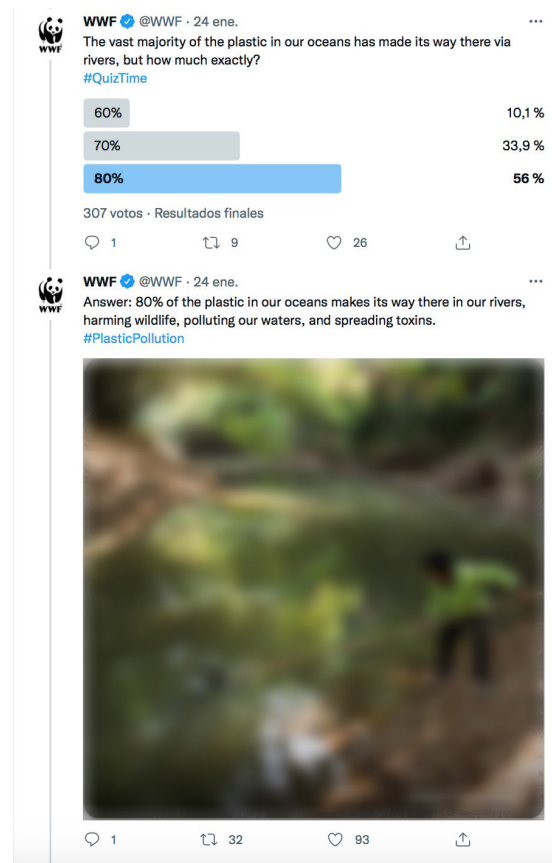 WWF @WWF · 24 ene.
The vast majority of the plastic in our oceans has made its way there via
rivers, but how much exactly?
#QuizTime
60% 10,1 %
70% 33,9 %
80% 56 %
307 votos · Resultados finales
1 9 26
WWF
WWF @WWF · 24 ene.
Answer: 80% of the plastic in our oceans makes its way there in our rivers,
harming wildlife, polluting our waters, and spreading toxins.
#PlasticPollution
WWF
1 32 93